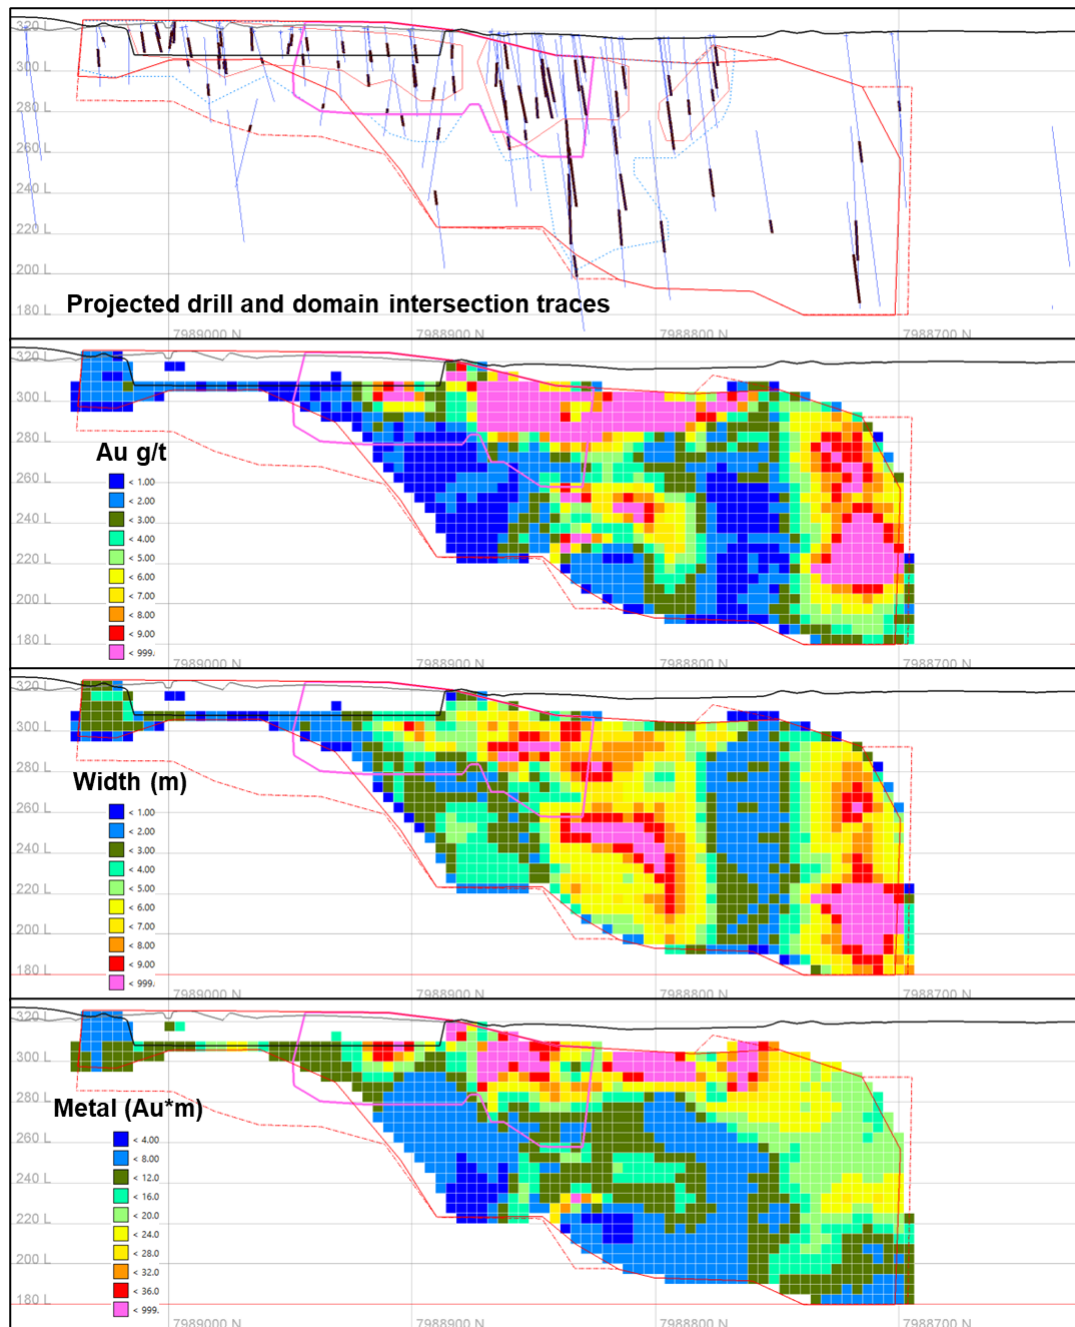 320 L
300 L
280 L
260 L
240 L
220 L
200 L
180 L
Projected drill and domain intersection traces
7989000 N
7988900 N
7988800 N
7988700 N
320 L
300 L
280 L
260 L
240 L
220 L
200 L
180 L
Au g/t
< 1.00
< 2.00
< 3.00
< 4.00
< 5.00
< 6.00
< 7.00
< 8.00
< 9.00
< 999.
7989000 N
7988900 N
7988800 N
7988700 N
320 L
300 L
280 L
260 L
240 L
220 L
200 L
180 L
Width (m)
< 1.00
< 2.00
< 3.00
< 4.00
< 5.00
< 6.00
< 7.00
< 8.00
< 9.00
< 999.
7989000 N
7988900 N
7988800 N
7988700 N
320 L
300 L
280 L
260 L
240 L
220 L
200 L
180 L
Metal (Au*m)
< 4.00
< 8.00
< 12.0
< 16.0
< 20.0
< 24.0
< 28.0
< 32.0
< 36.0
< 999.
7989000 N
7988900 N
7988800 N
7988700 N